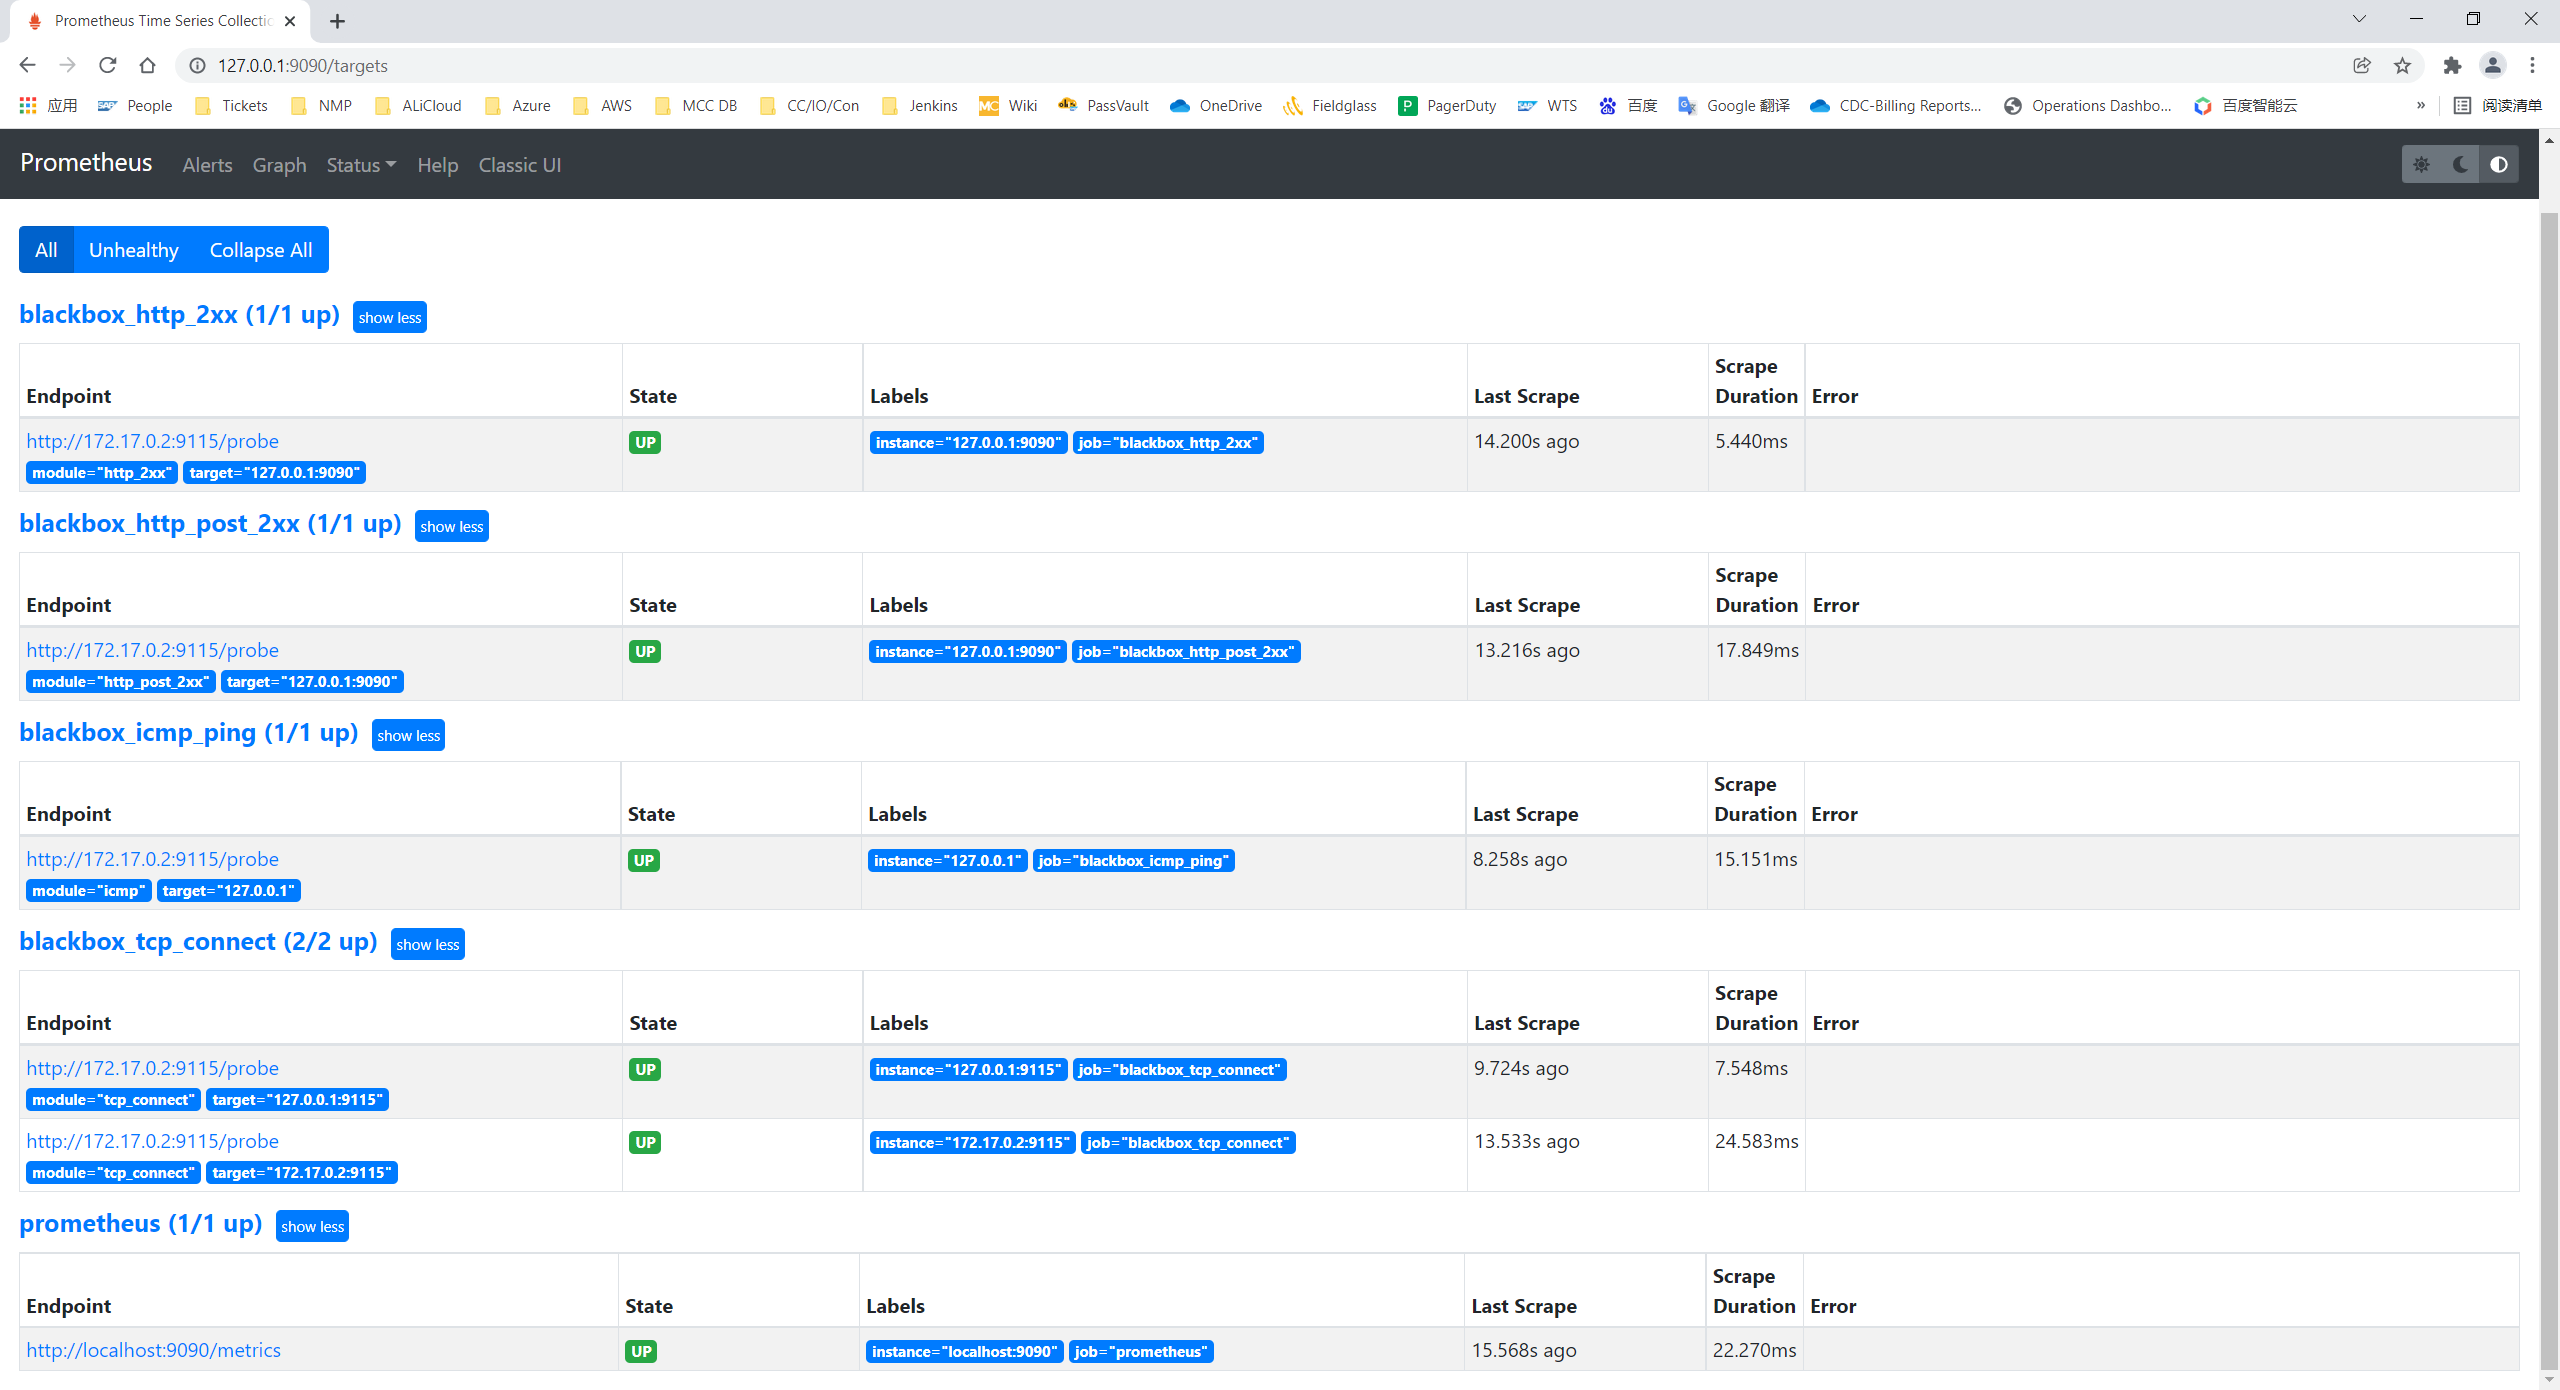 Prometheus Time Series Collectio
127.0.0.1:9090/targets
应用 People Tickets NMP ALiCloud Azure AWS MCC DB CC/IO/Con Jenkins Wiki PassVault OneDrive Fieldglass PagerDuty WTS 百度 Google 翻译 CDC-Billing Reports... Operations Dashbo... 百度智能云 » 阅读清单
Prometheus Alerts Graph Status Help Classic UI
All Unhealthy Collapse All
blackbox_http_2xx (1/1 up) show less
Endpoint State Labels Last Scrape Scrape Duration Error
http://172.17.0.2:9115/probe UP instance="127.0.0.1:9090" job="blackbox_http_2xx" 14.200s ago 5.440ms
module="http_2xx" target="127.0.0.1:9090"
blackbox_http_post_2xx (1/1 up) show less
Endpoint State Labels Last Scrape Scrape Duration Error
http://172.17.0.2:9115/probe UP instance="127.0.0.1:9090" job="blackbox_http_post_2xx" 13.216s ago 17.849ms
module="http_post_2xx" target="127.0.0.1:9090"
blackbox_icmp_ping (1/1 up) show less
Endpoint State Labels Last Scrape Scrape Duration Error
http://172.17.0.2:9115/probe UP instance="127.0.0.1" job="blackbox_icmp_ping" 8.258s ago 15.151ms
module="icmp" target="127.0.0.1"
blackbox_tcp_connect (2/2 up) show less
Endpoint State Labels Last Scrape Scrape Duration Error
http://172.17.0.2:9115/probe UP instance="127.0.0.1:9115" job="blackbox_tcp_connect" 9.724s ago 7.548ms
module="tcp_connect" target="127.0.0.1:9115"
http://172.17.0.2:9115/probe UP instance="172.17.0.2:9115" job="blackbox_tcp_connect" 13.533s ago 24.583ms
module="tcp_connect" target="172.17.0.2:9115"
prometheus (1/1 up) show less
Endpoint State Labels Last Scrape Scrape Duration Error
http://localhost:9090/metrics UP instance="localhost:9090" job="prometheus" 15.568s ago 22.270ms